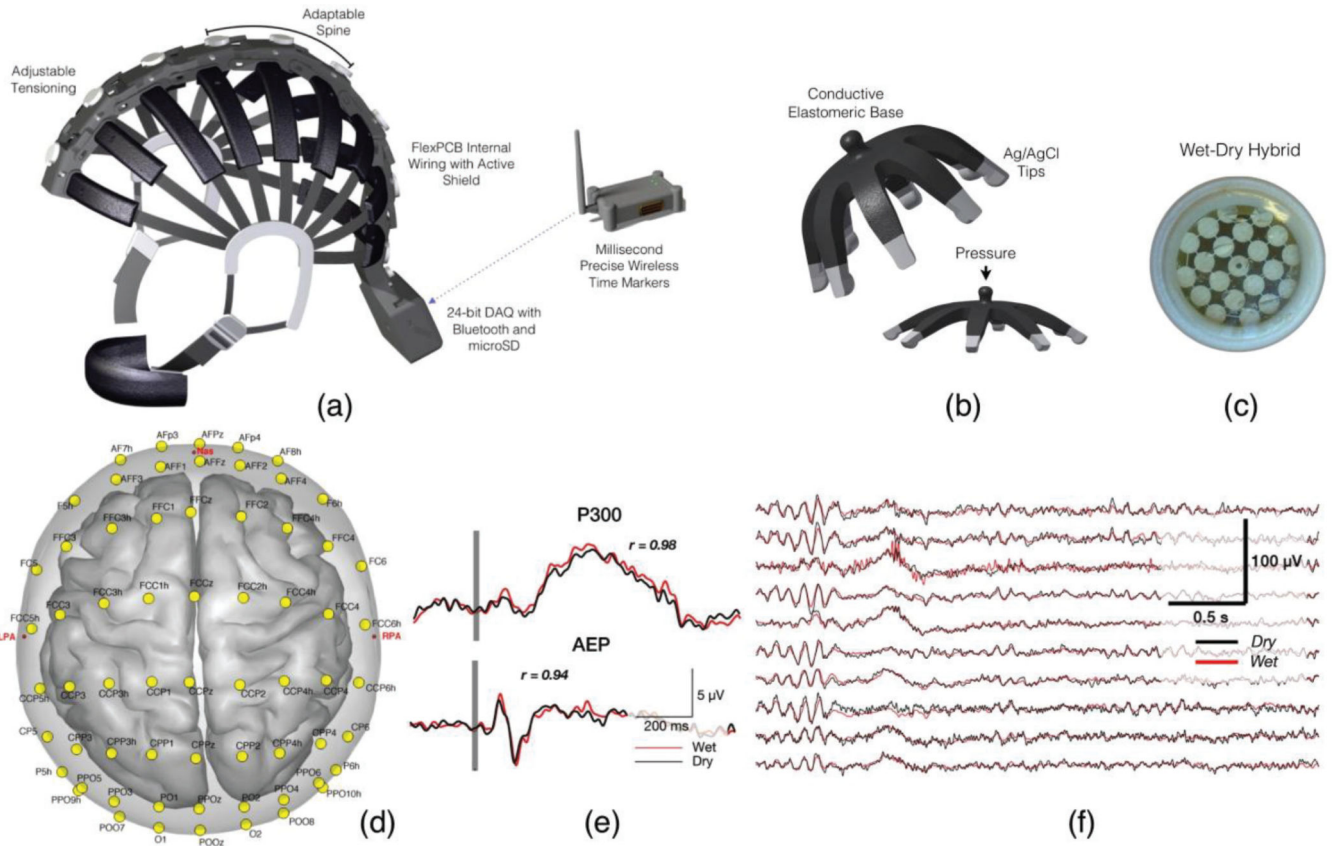 Adaptable
Spine
Adjustable
Tensioning
FlexPCB Internal
Wiring with Active
Shield
Millisecond
Precise Wireless
Time Markers
24-bit DAQ with
Bluetooth and
microSD
(a)
Conductive
Elastomeric Base
Ag/AgCl
Tips
Pressure
(b)
Wet-Dry Hybrid
(c)
AFp3 AFPz AFp4
AF7h Nas AF8h
AFF1 AFFz AFF2
AFF3 AFF4
F5h F6h
FFCz
FFC1 FFC2
FFC3h FFC4h
FFC3 FFC4
FC5 FC6
FCC1h FCCz FCC2h
FCC3h FCC4h
FCC3 FCC4
FCC5h FCC6h
LPA RPA
CCP5h CCP3 CCP3h CCP1 CCPz CCP2 CCP4h CCP4 CCP6h
CP5 CP6
CPP3 CPP3h CPP1 CPPz CPP2 CPP4h CPP4
P5h P6h
PPO5 PPO6
PPO9h PPO3 PO1 PPOz PO2 PPO4 PPO10h
POO7 POO8
O1 POOz O2
(d)
P300
r = 0.98
AEP
r = 0.94
5 µV
200 ms
Wet
Dry
(e)
100 µV
0.5 s
Dry
Wet
(f)